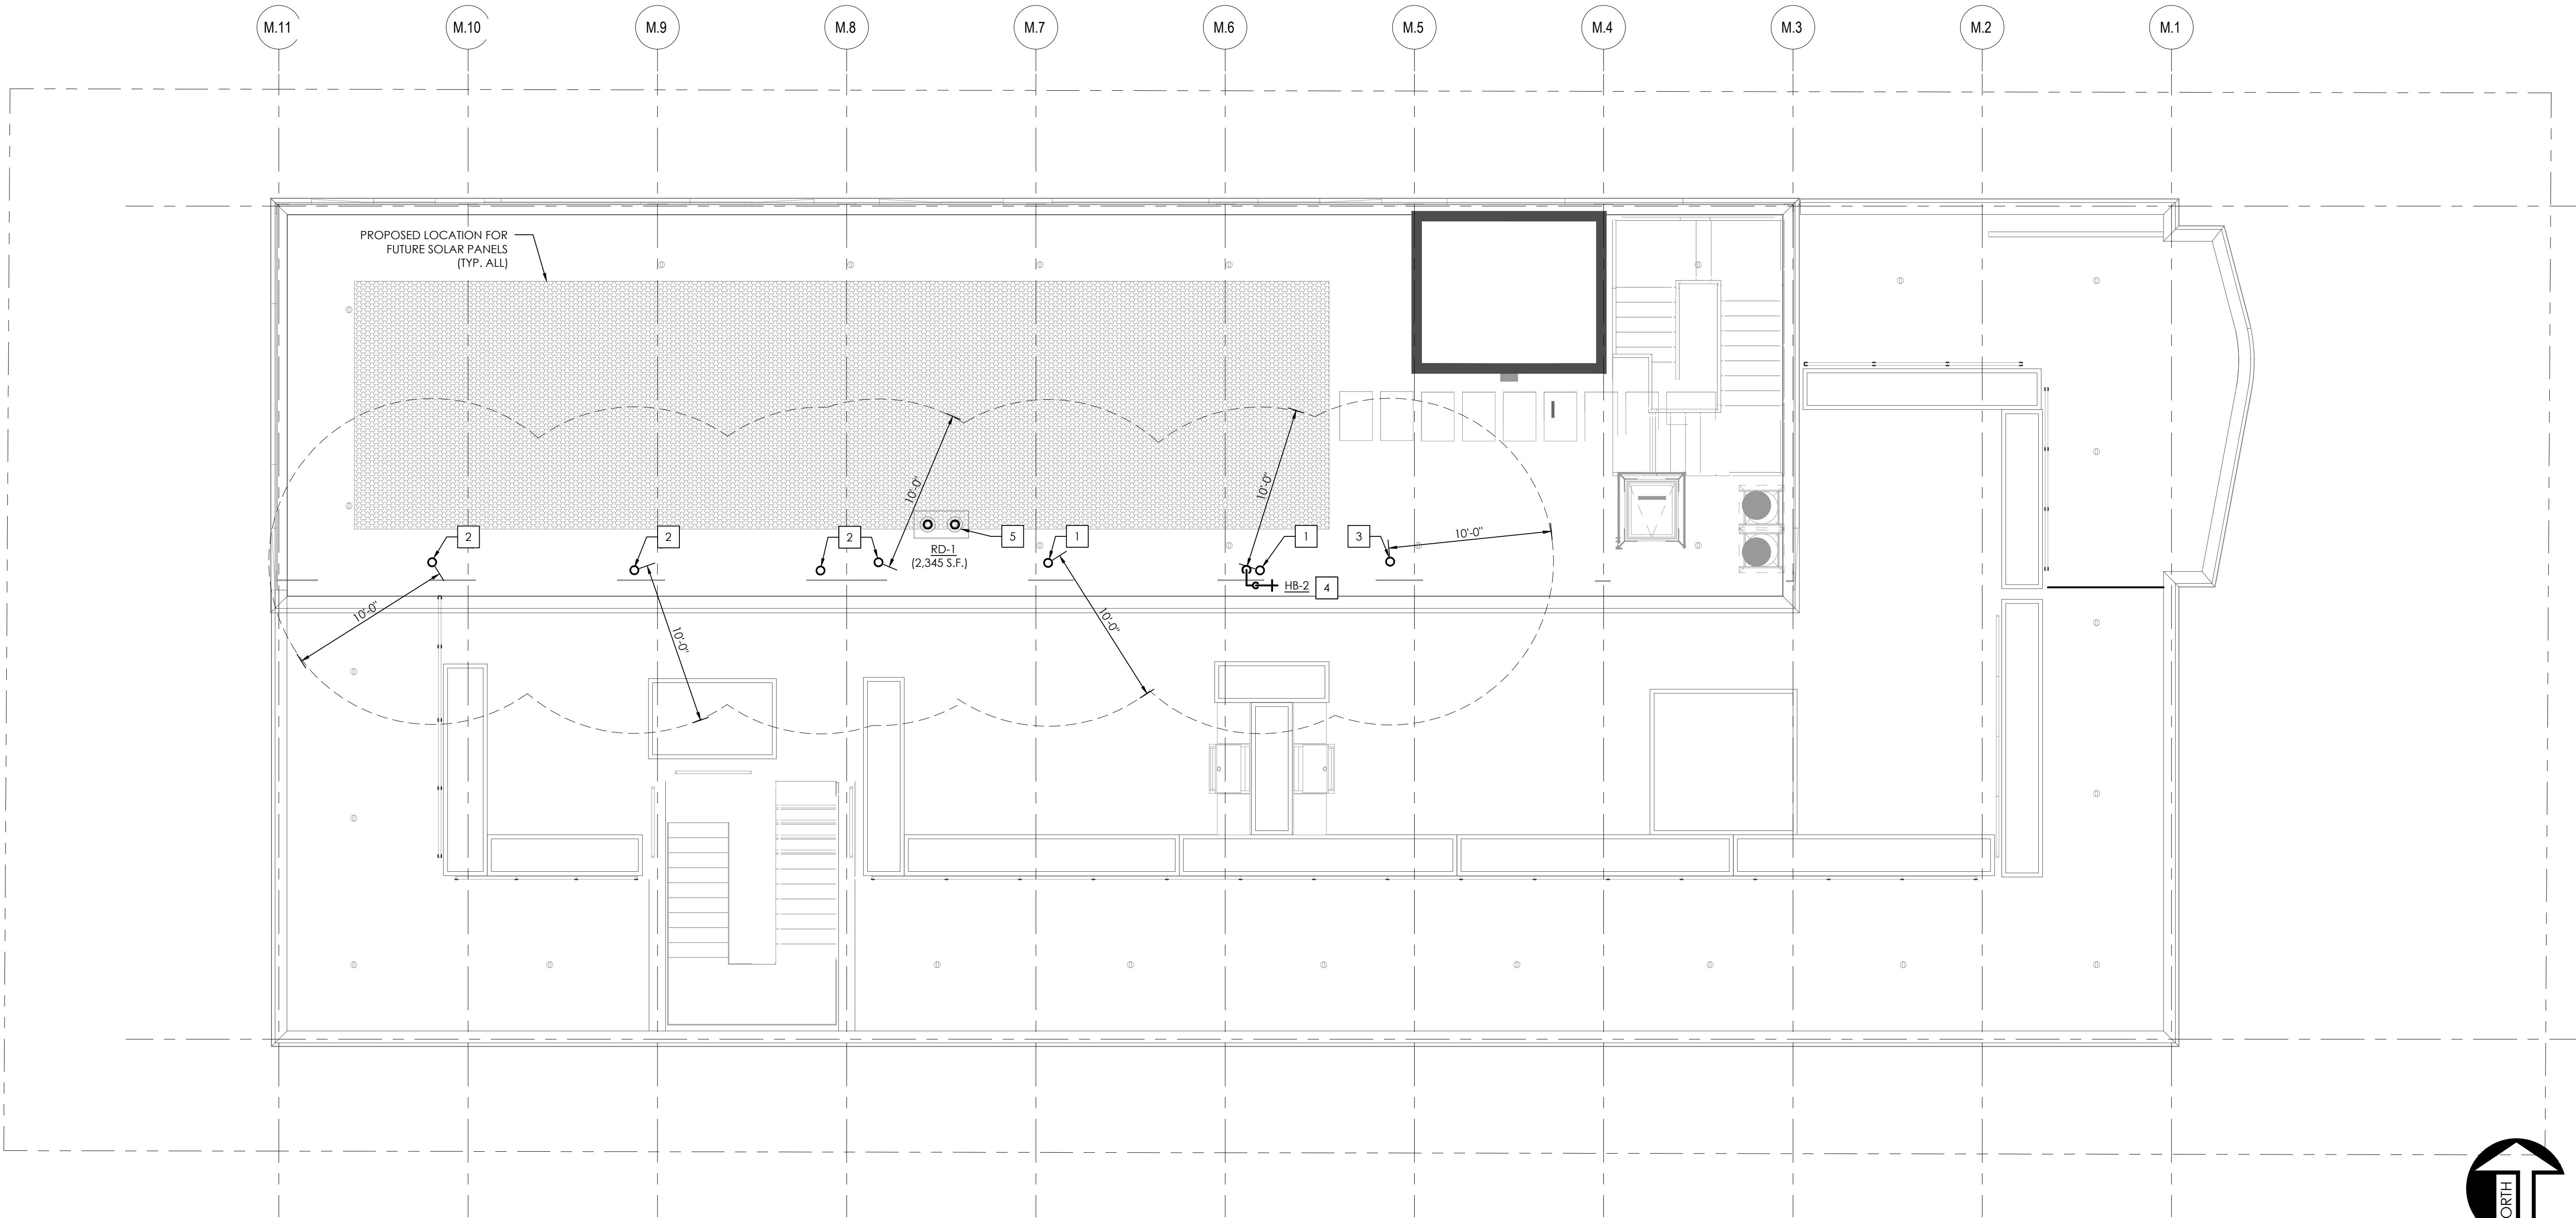 M.11 M.10 M.9 M.8 M.7 M.6 M.5 M.4 M.3 M.2 M.1
PROPOSED LOCATION FOR
FUTURE SOLAR PANELS
(TYP. ALL)
10'-0"
10'-0"
2
2
2
5
1
1
3
10'-0"
RD-1
(2,345 S.F.)
HB-2
4
10'-0"
10'-0"
10'-0"
ORTH